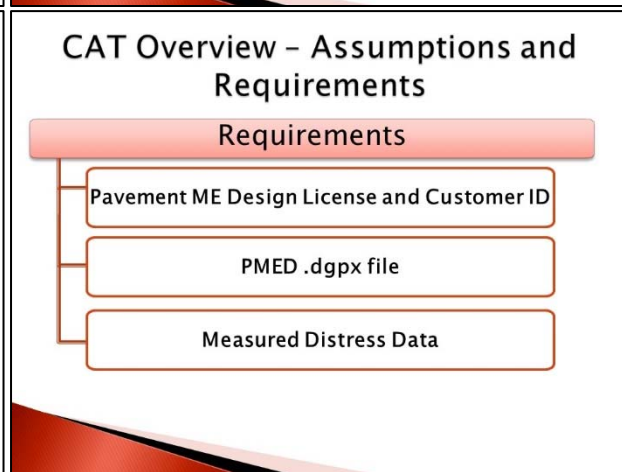 CAT Overview – Assumptions and
Requirements
Requirements
Pavement ME Design License and Customer ID
PMED .dgpx file
Measured Distress Data